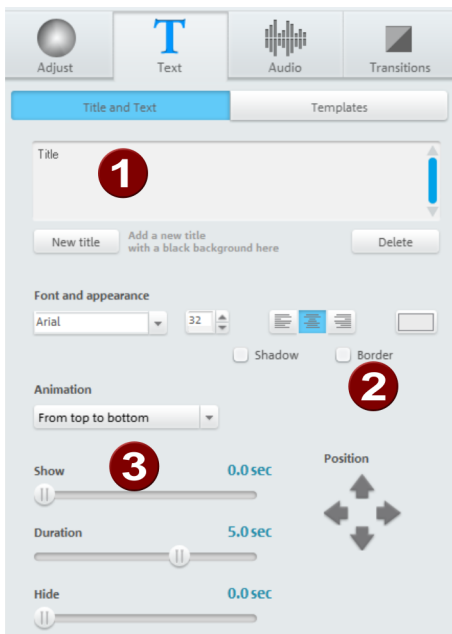 T
Adjust Text Audio Transitions
Title and Text Templates
Title
1
New title Add a new title Delete
with a black background here
Font and appearance
Arial 32
Shadow Border
2
Animation
From top to bottom
3
Show 0.0 sec Position
Duration 5.0 sec
Hide 0.0 sec